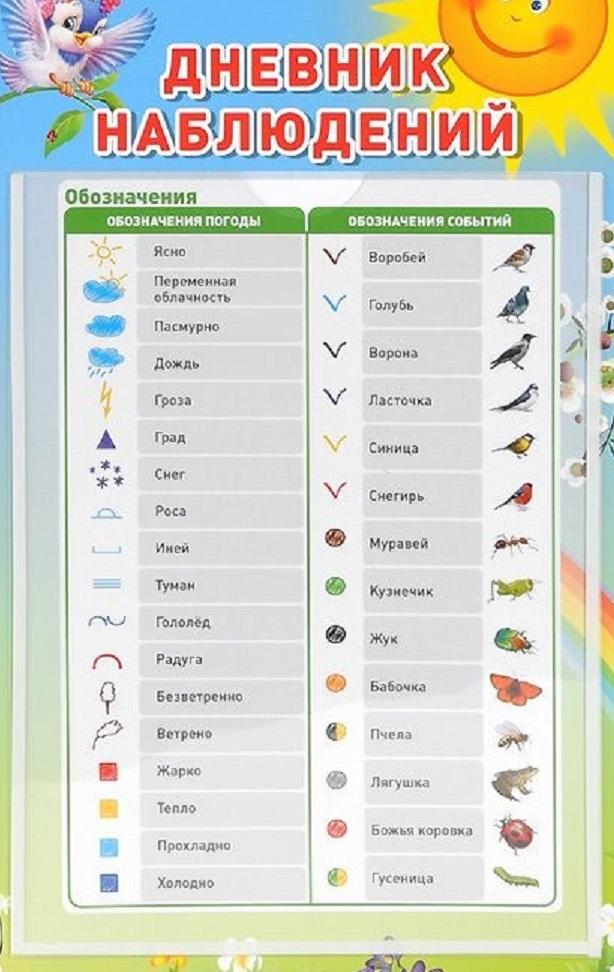 ДНЕВНИК
НАБЛЮДЕНИЙ
Обозначения
ОБОЗНАЧЕНИЯ ПОГОДЫ
Ясно
Переменная
облачность
Пасмурно
Дождь
Гроза
Град
Снег
Роса
Иней
Туман
Гололёд
Радуга
Безветренно
Ветрено
Жарко
Тепло
Прохладно
Холодно
ОБОЗНАЧЕНИЯ СОБЫТИЙ
Воробей
Голубь
Ворона
Ласточка
Синица
Снегирь
Муравей
Кузнечик
Жук
Бабочка
Пчела
Лягушка
Божья коровка
Гусеница